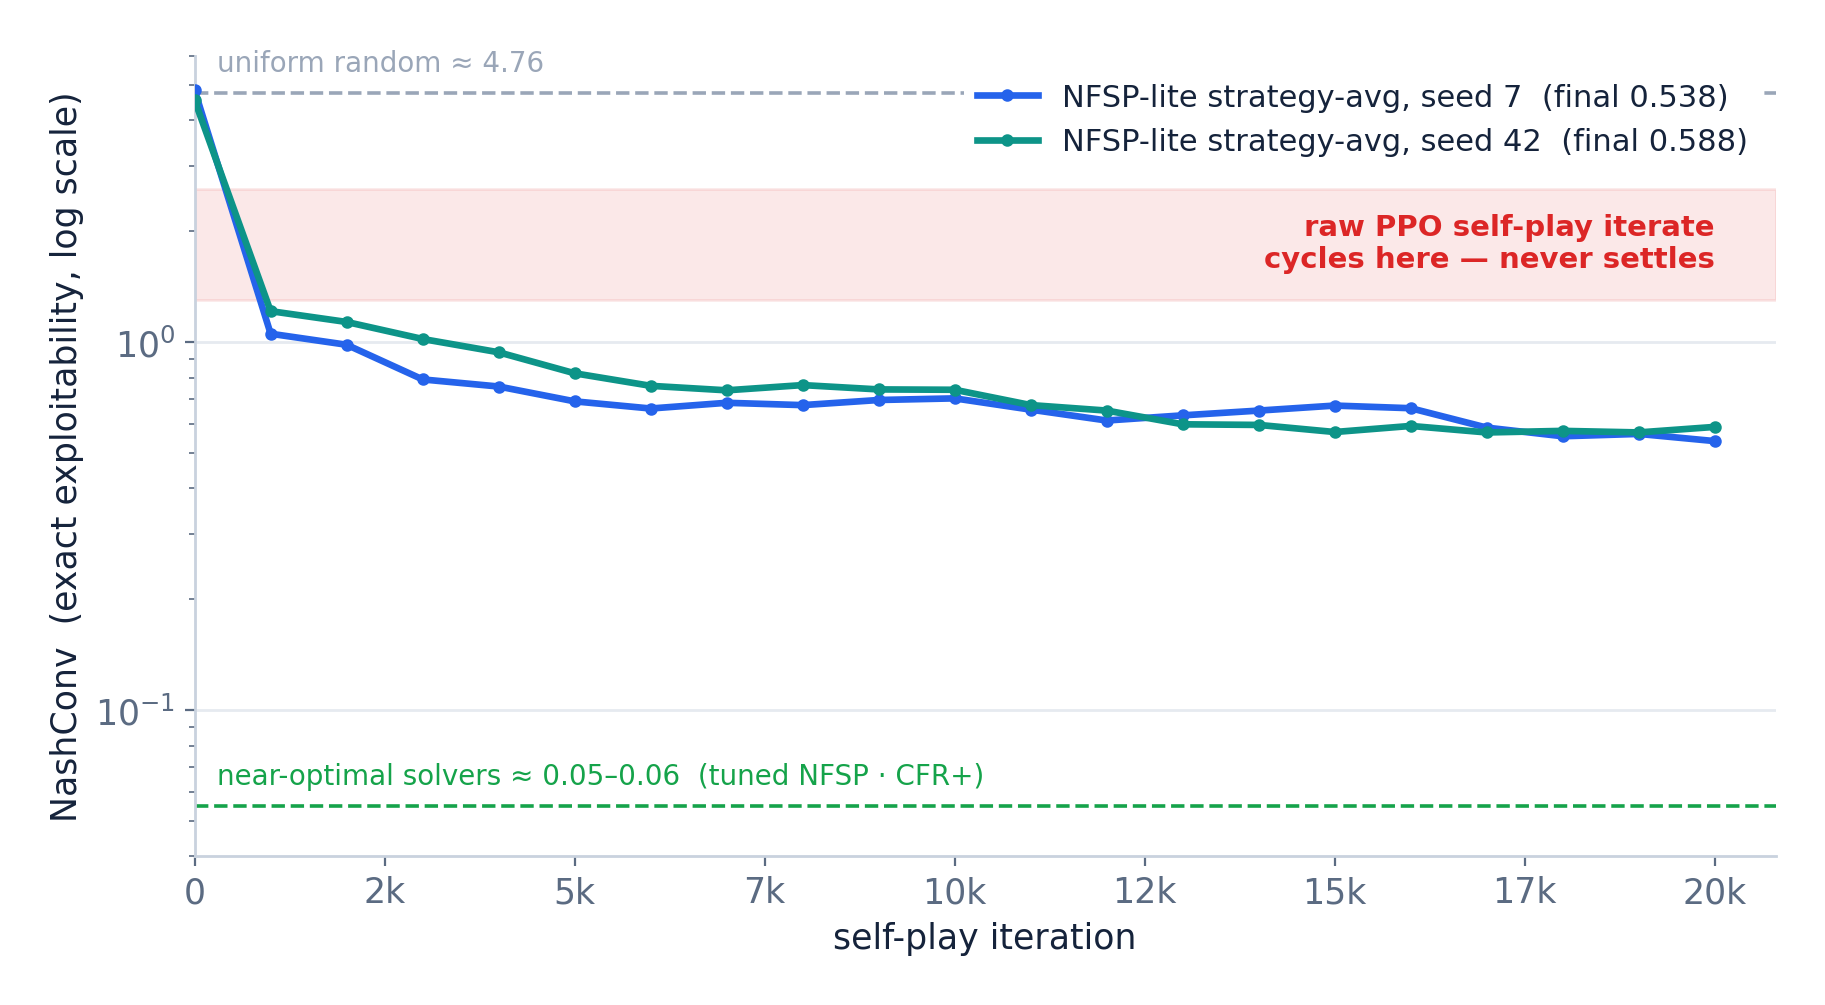 uniform random ≈ 4.76
NFSP-lite strategy-avg, seed 7  (final 0.538)
NFSP-lite strategy-avg, seed 42  (final 0.588)
raw PPO self-play iterate
cycles here — never settles
NashConv  (exact exploitability, log scale)
10⁰
10⁻¹
near-optimal solvers ≈ 0.05–0.06  (tuned NFSP · CFR+)
0 2k 5k 7k 10k 12k 15k 17k 20k
self-play iteration